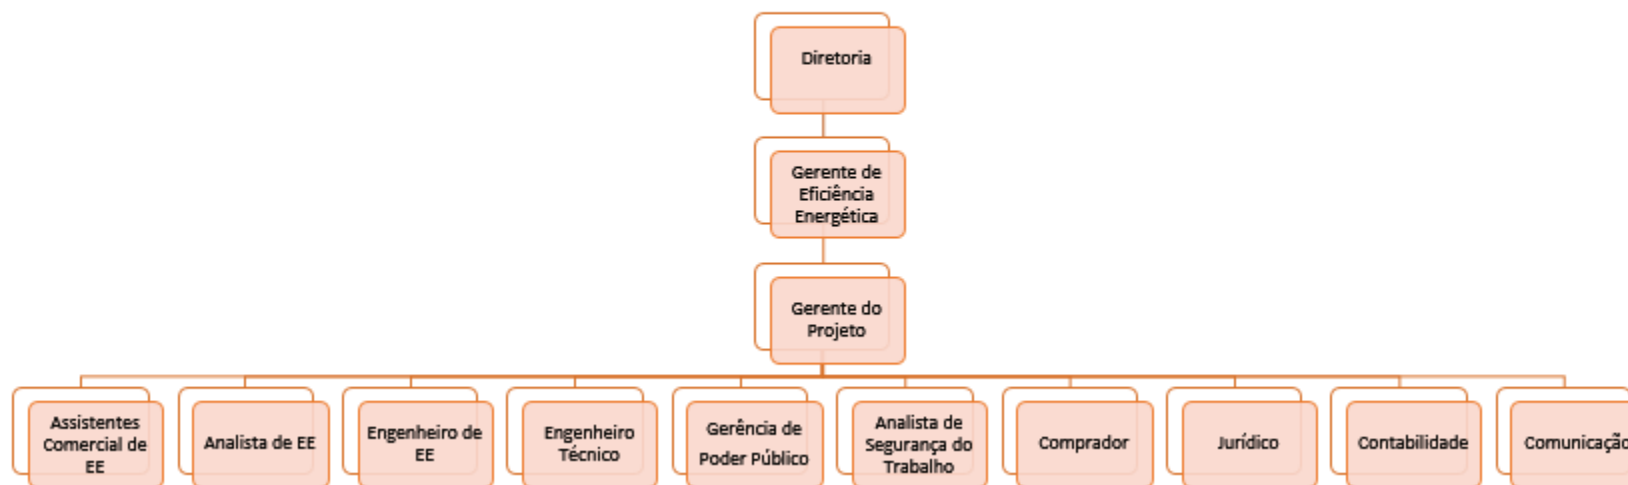 Diretoria
Gerente de
Eficiência
Energética
Gerente do
Projeto
Assistentes
Comercial de
EE
Analista de EE
Engenheiro de
EE
Engenheiro
Técnico
Gerência de
Poder Público
Analista de
Segurança do
Trabalho
Comprador
Jurídico
Contabilidade
Comunicação